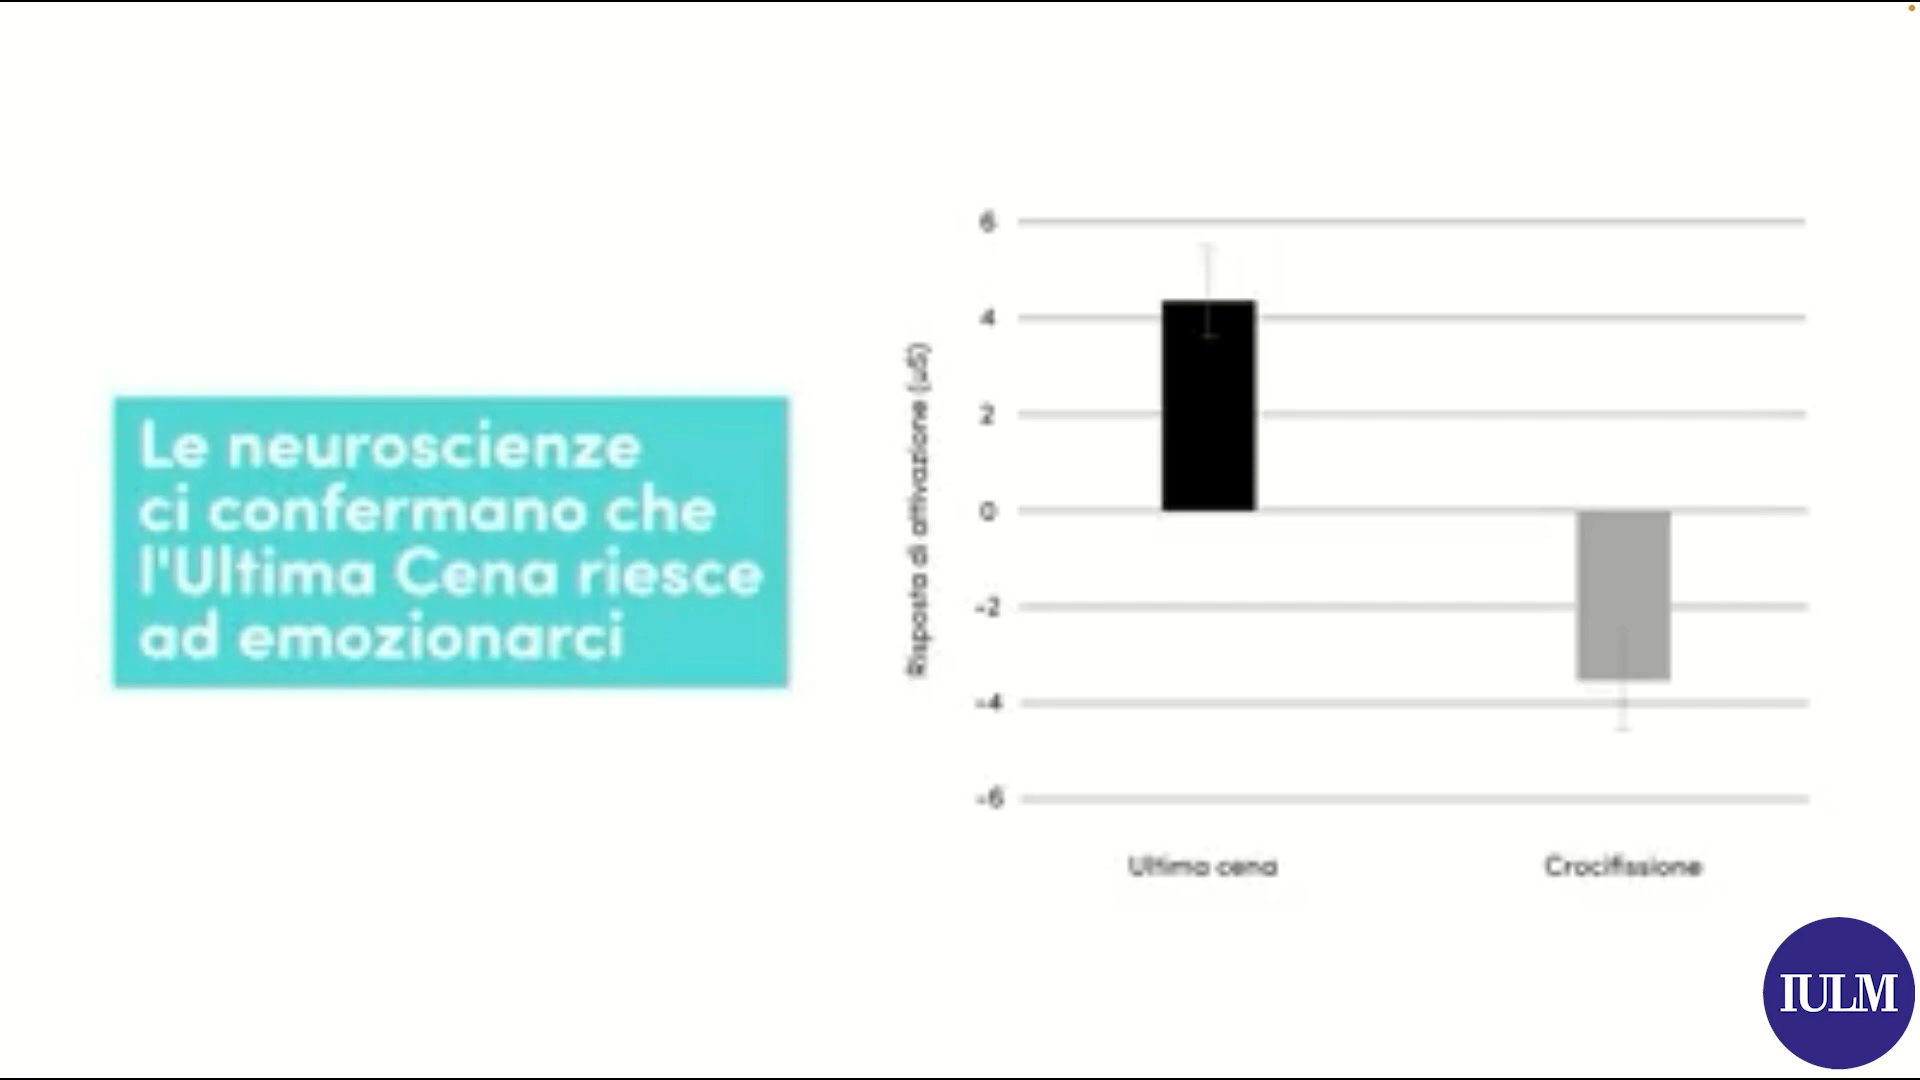 Le neuroscienze
ci confermano che
l'Ultima Cena riesce
ad emozionarci
Risposta di attivazione (uS)
6
4
2
0
-2
-4
-6
Ultima cena
Crocifissione
IULM